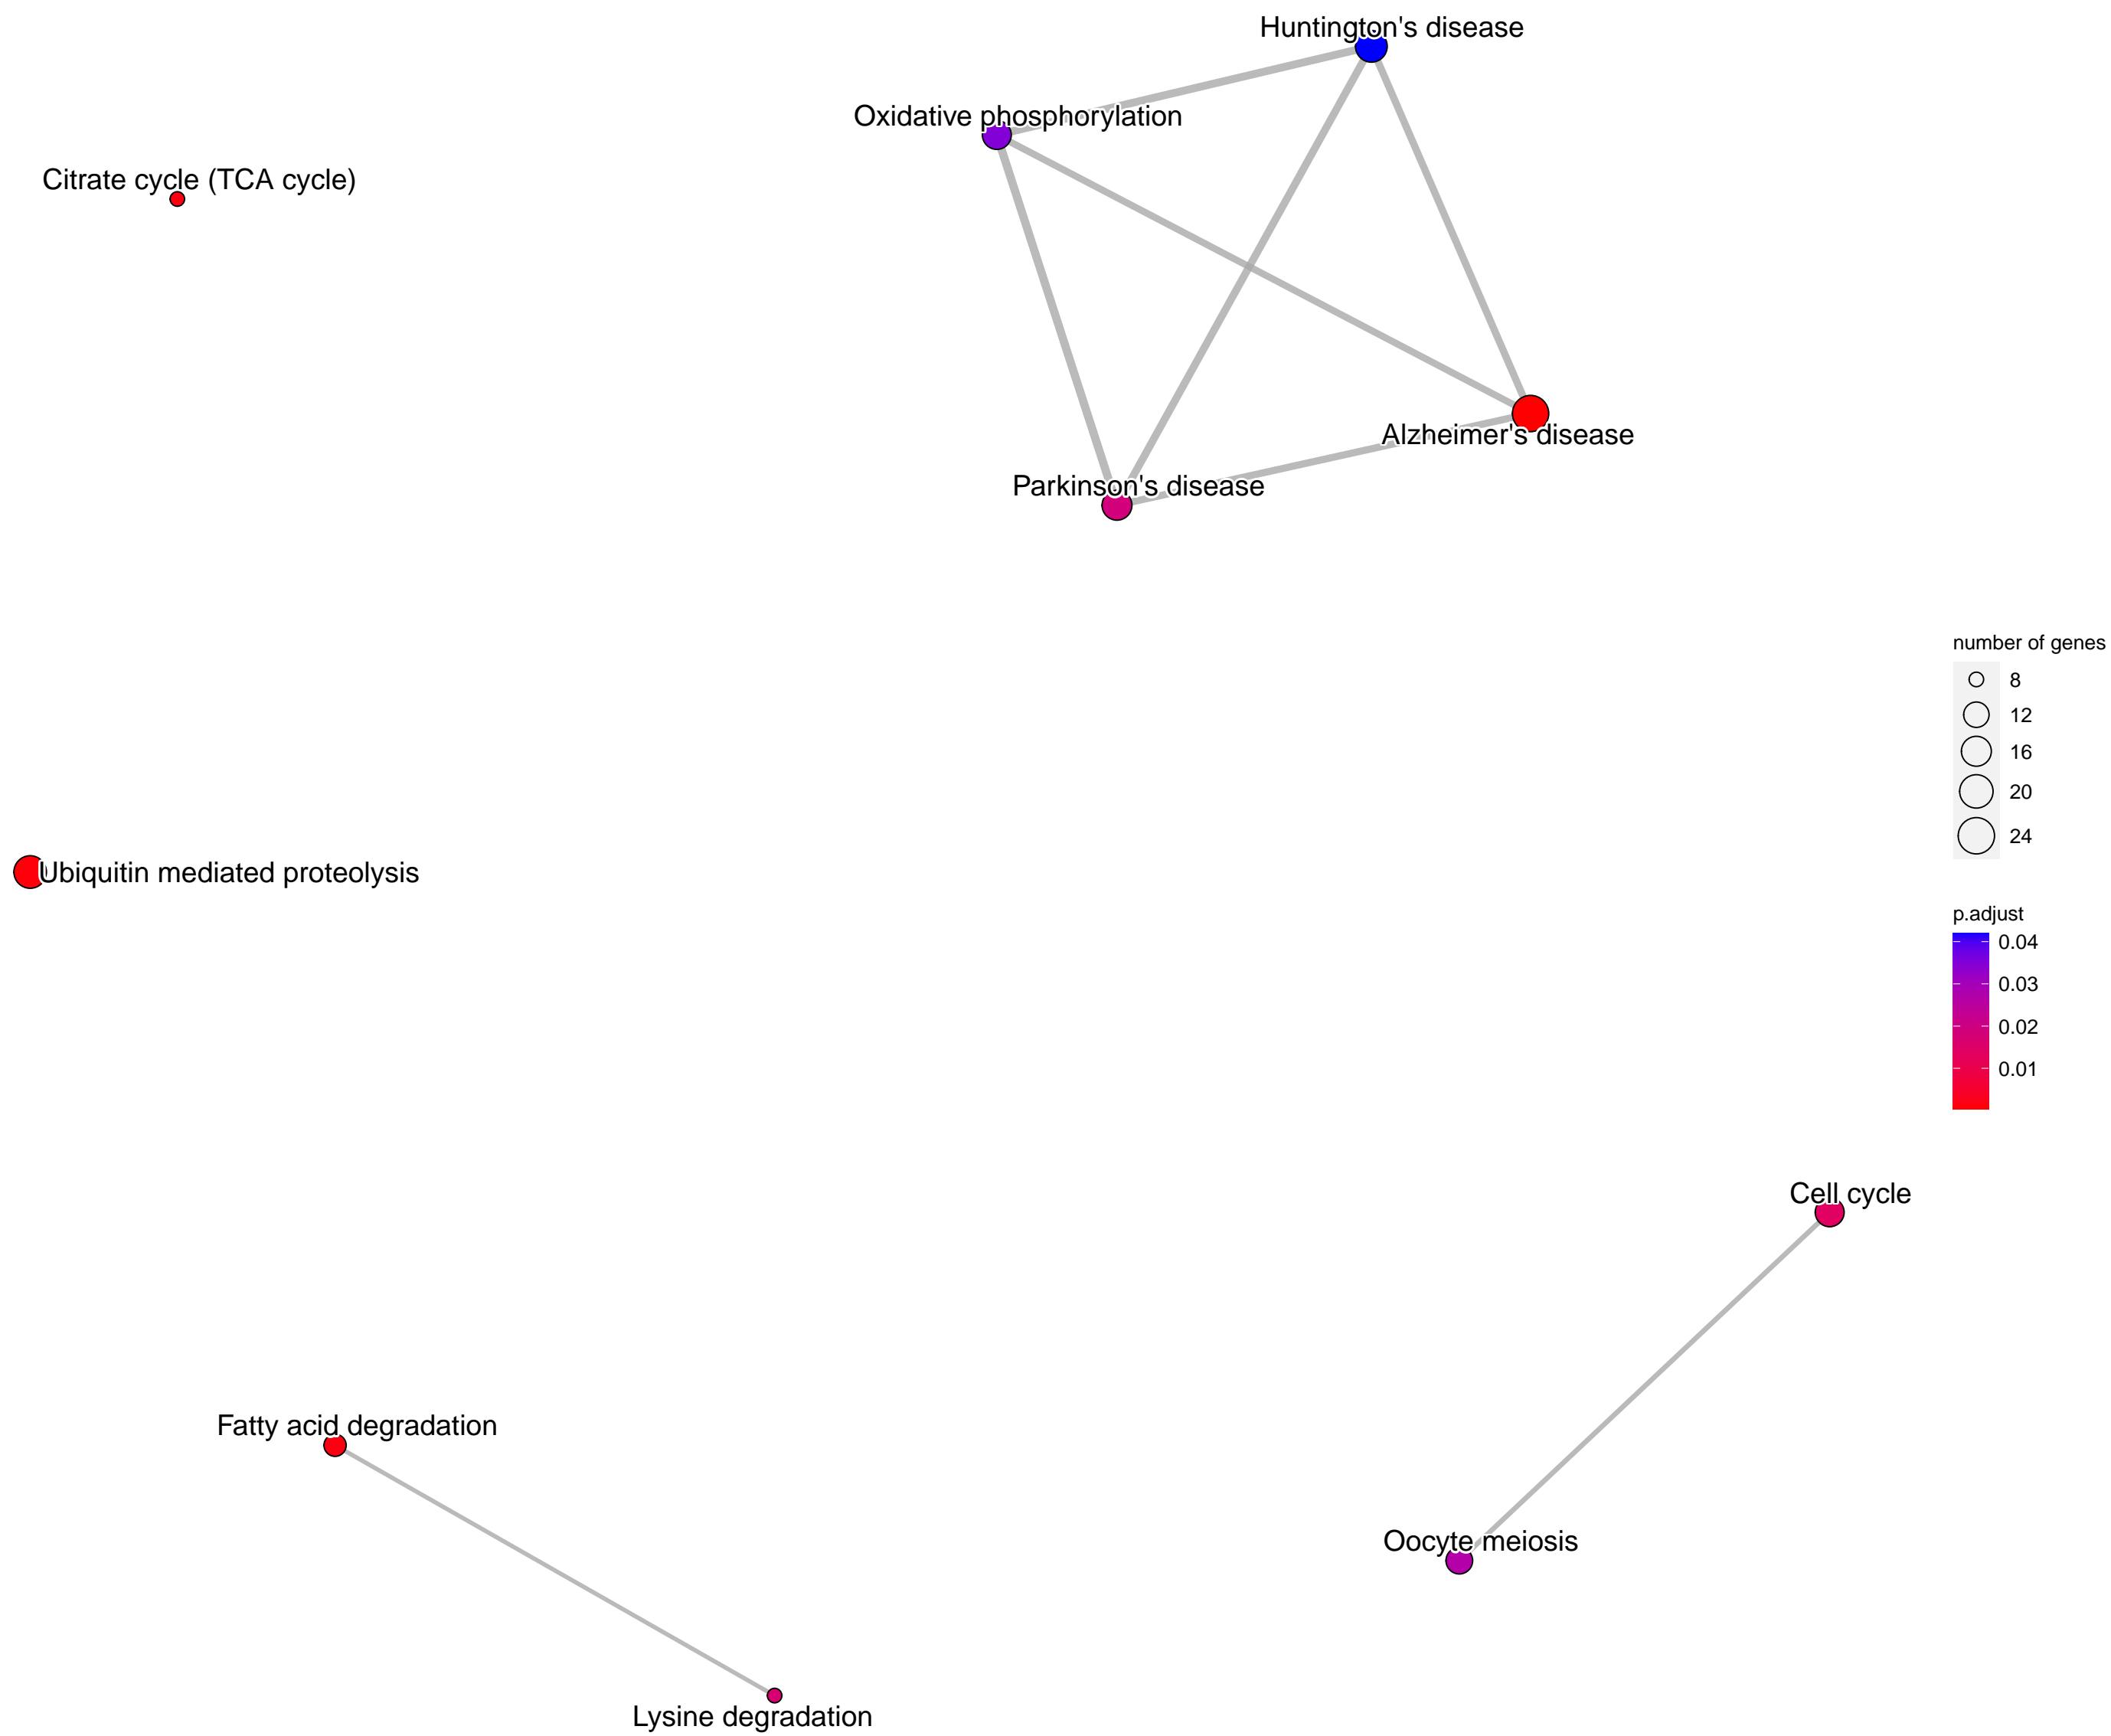 Huntington's disease
Oxidative phosphorylation
Citrate cycle (TCA cycle)
Alzheimer's disease
Parkinson's disease
number of genes
8
12
16
20
24
Ubiquitin mediated proteolysis
p.adjust
0.04
0.03
0.02
0.01
Cell cycle
Fatty acid degradation
Oocyte meiosis
Lysine degradation